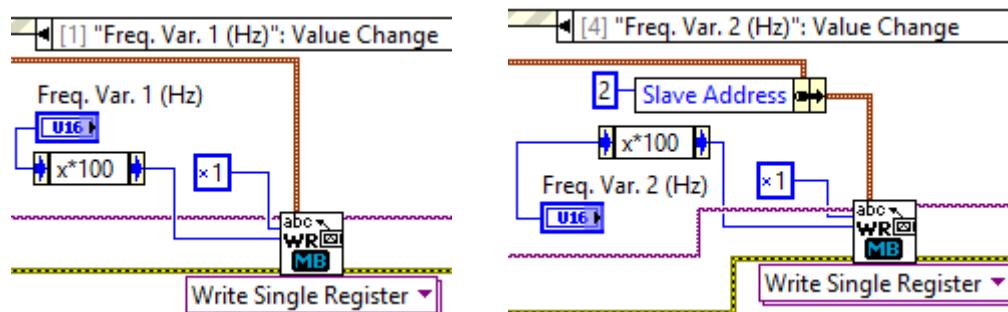 [1] "Freq. Var. 1 (Hz)": Value Change
Freq. Var. 1 (Hz)
U16
x*100
×1
abc
WR
MB
Write Single Register
[4] "Freq. Var. 2 (Hz)": Value Change
2
Slave Address
x*100
Freq. Var. 2 (Hz)
×1
U16
abc
WR
MB
Write Single Register